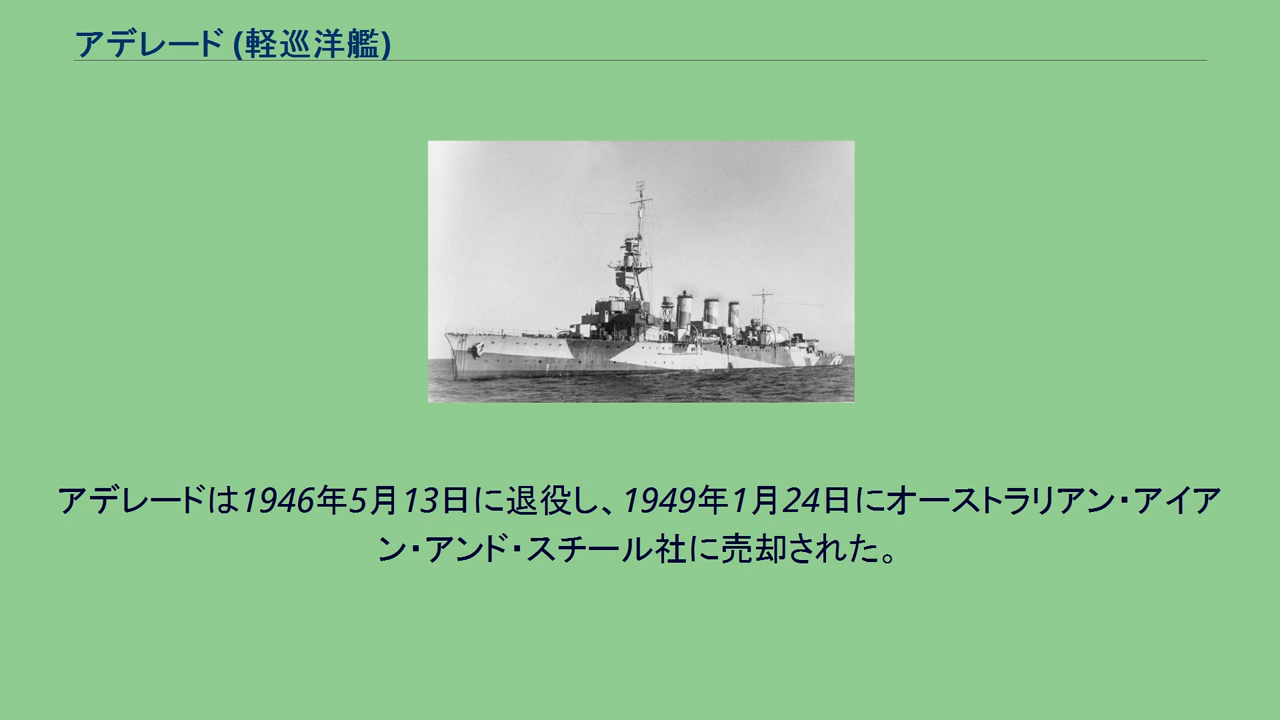 アデレード (軽巡洋艦)
アデレードは1946年5月13日に退役し、1949年1月24日にオーストラリアン・アイア
ン・アンド・スチール社に売却された。